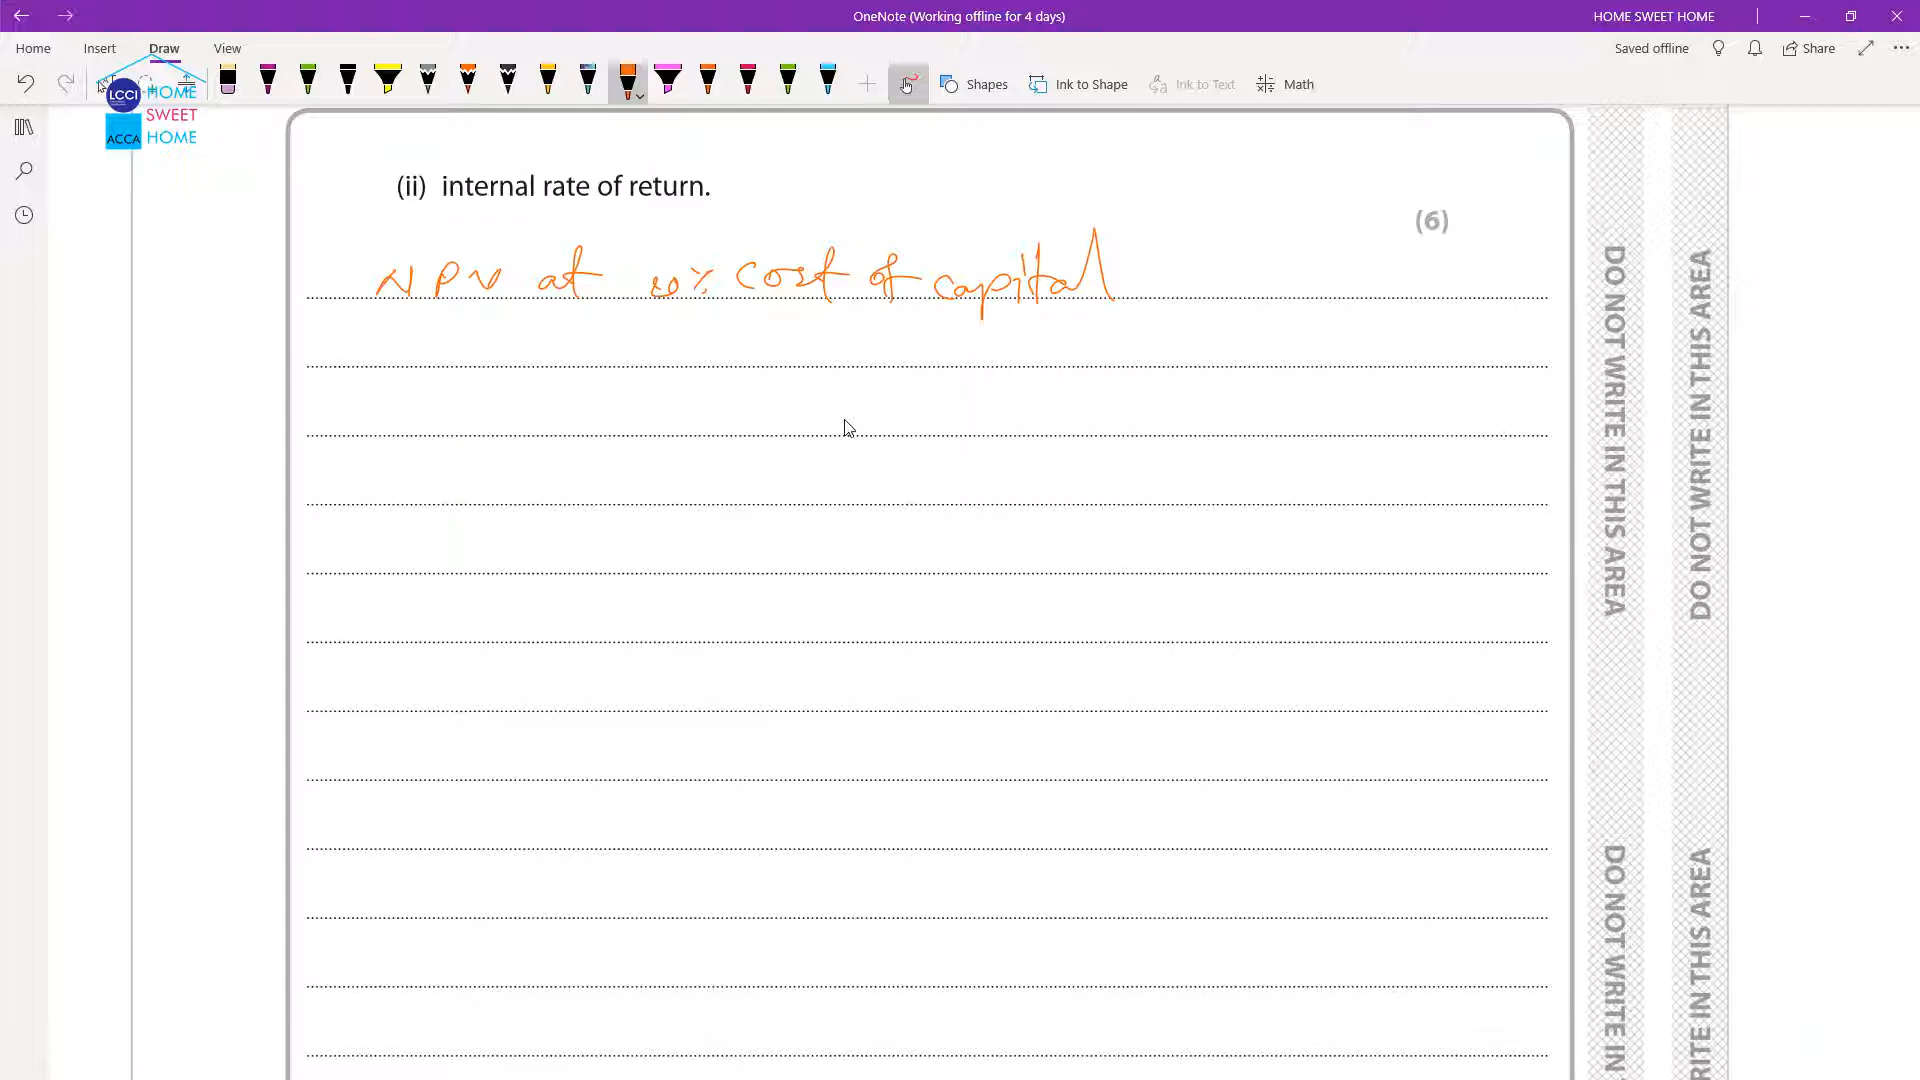 OneNote (Working offline for 4 days)
HOME SWEET HOME
Home Insert Draw View
Saved offline Share
Shapes Ink to Shape Ink to Text Math
LCCI HOME
SWEET
ACCA HOME
(ii) internal rate of return.
(6)
NPV at % cost of capital
DO NOT WRITE IN THIS AREA
DO NOT WRITE IN THIS AREA
DO NOT WRITE IN
RITE IN THIS AREA